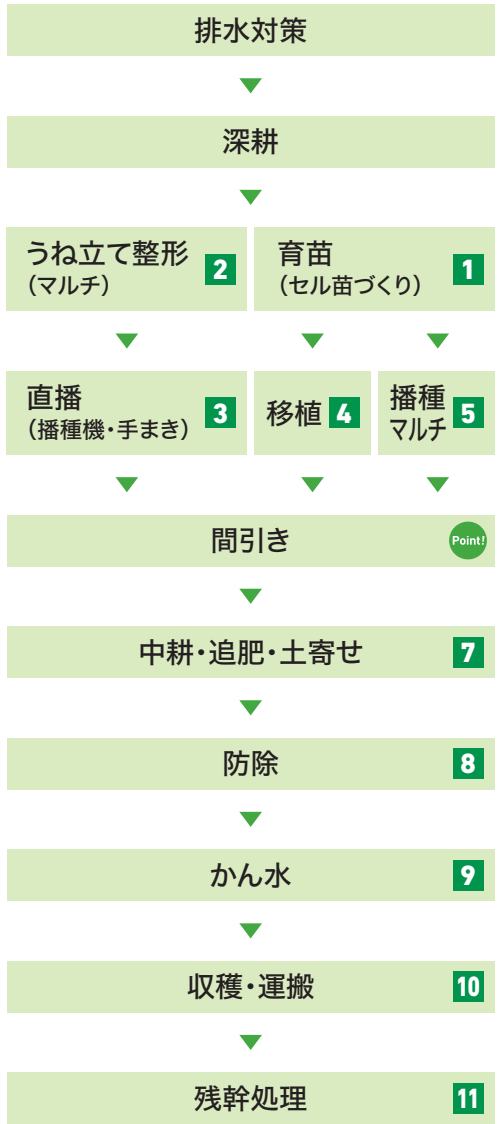 排水対策
深耕
うね立て整形
(マルチ)
2
育苗
(セル苗づくり)
1
直播
(播種機・手まき)
3
移植 4
播種
マルチ
5
間引き Point!
中耕・追肥・土寄せ 7
防除 8
かん水 9
収穫・運搬 10
残幹処理 11